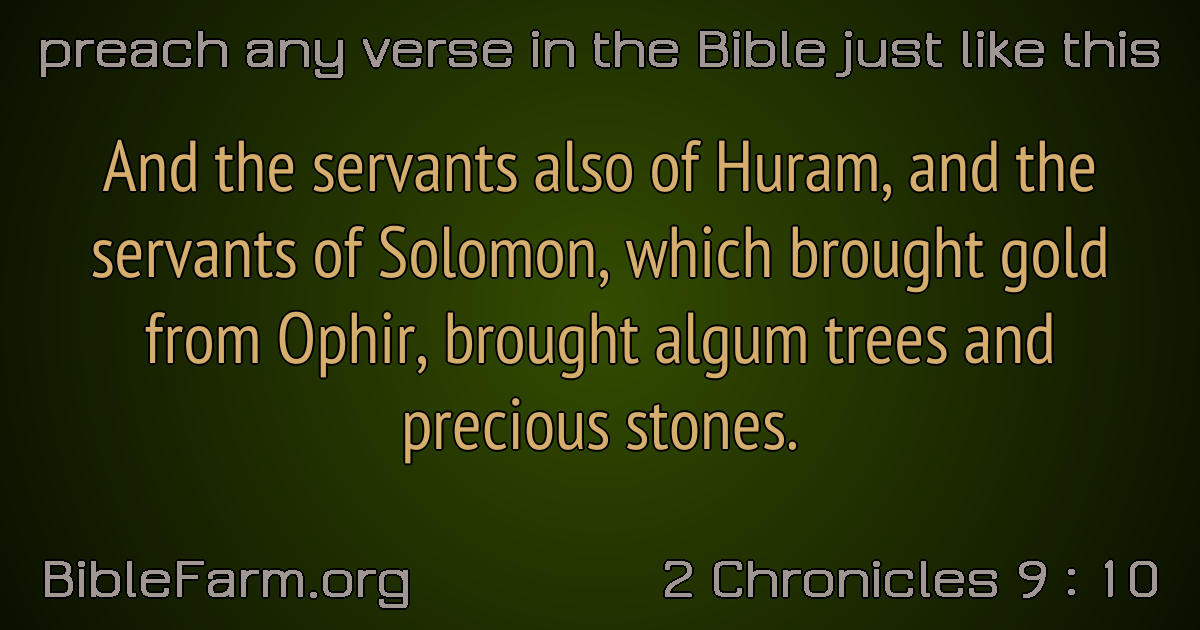 preach any verse in the Bible just like this
And the servants also of Huram, and the
servants of Solomon, which brought gold
from Ophir, brought algum trees and
precious stones.
BibleFarm.org
2 Chronicles 9 : 10